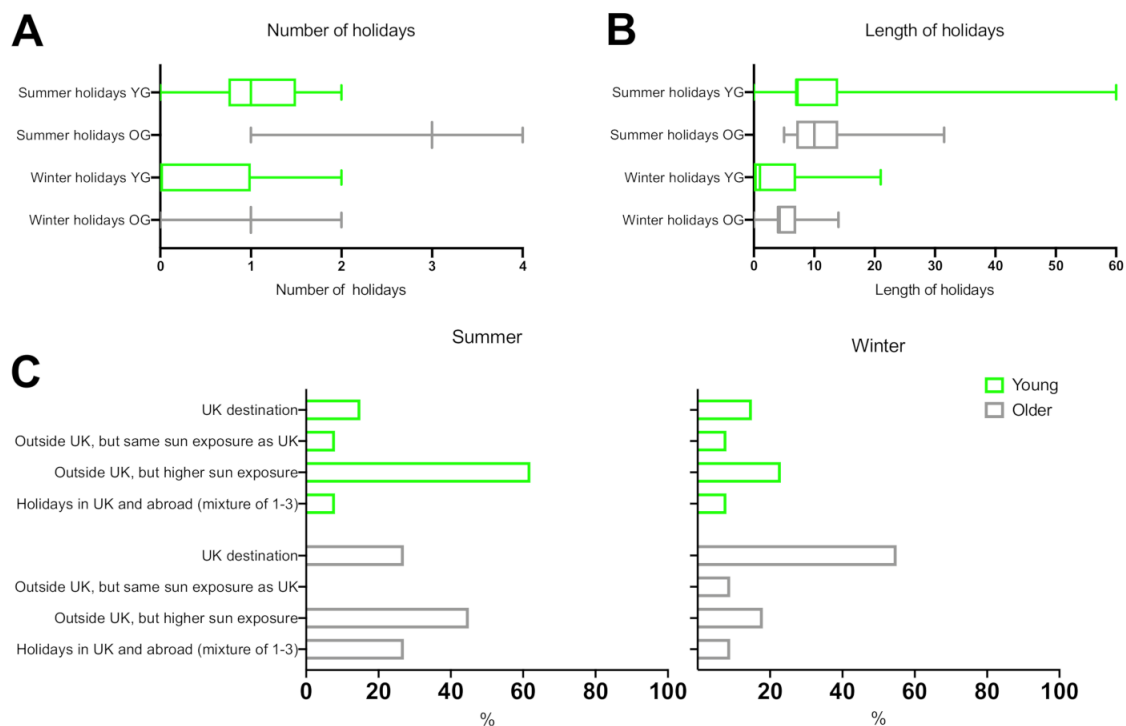 A
Number of holidays
Summer holidays YG
Summer holidays OG
Winter holidays YG
Winter holidays OG
0 1 2 3 4
Number of holidays
B
Length of holidays
Summer holidays YG
Summer holidays OG
Winter holidays YG
Winter holidays OG
0 10 20 30 40 50 60
Length of holidays
C
Summer
UK destination
Outside UK, but same sun exposure as UK
Outside UK, but higher sun exposure
Holidays in UK and abroad (mixture of 1-3)
UK destination
Outside UK, but same sun exposure as UK
Outside UK, but higher sun exposure
Holidays in UK and abroad (mixture of 1-3)
0 20 40 60 80 100
%
Winter
Young
Older
20 40 60 80 100
%